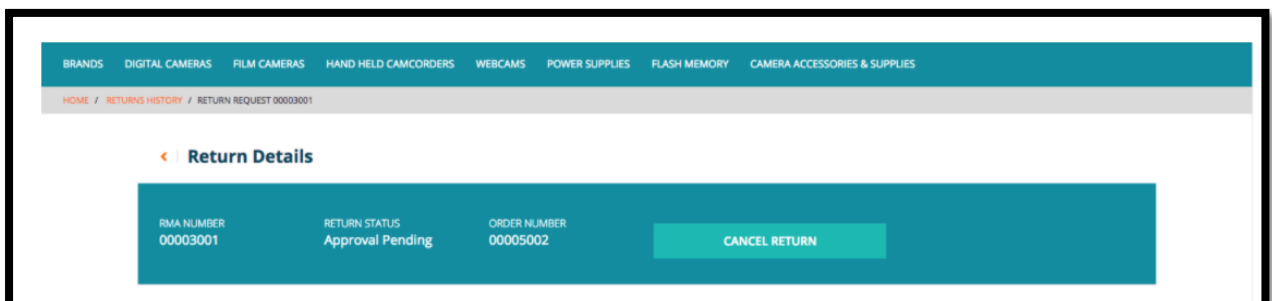 BRANDS DIGITAL CAMERAS FILM CAMERAS HAND HELD CAMCORDERS WEBCAMS POWER SUPPLIES FLASH MEMORY CAMERA ACCESSORIES & SUPPLIES
HOME / RETURNS HISTORY / RETURN REQUEST 00003001
Return Details
RMA NUMBER RETURN STATUS ORDER NUMBER
00003001 Approval Pending 00005002
CANCEL RETURN